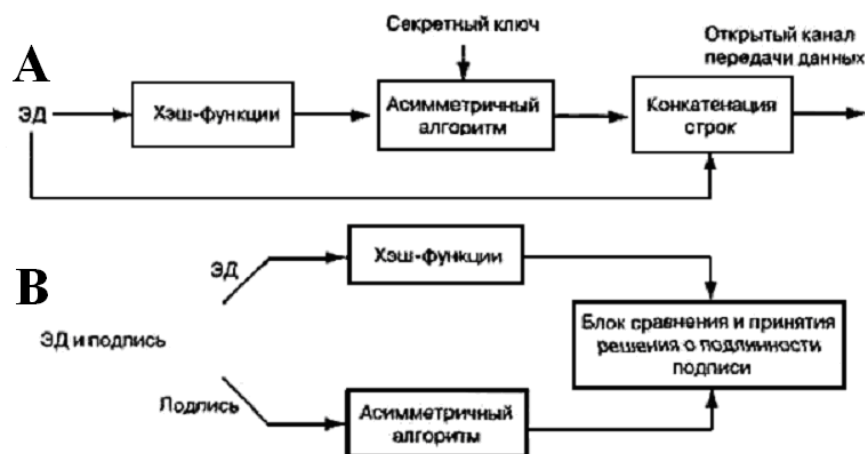 Секретный ключ
Открытый канал
передачи данных
A
ЭД
Хэш-функции
Асимметричный
алгоритм
Конкатенация
строк
B
ЭД
Хэш-функции
ЭД и подпись
Блок сравнения и принятия
решения о подлинности
подписи
Подпись
Асимметричный
алгоритм